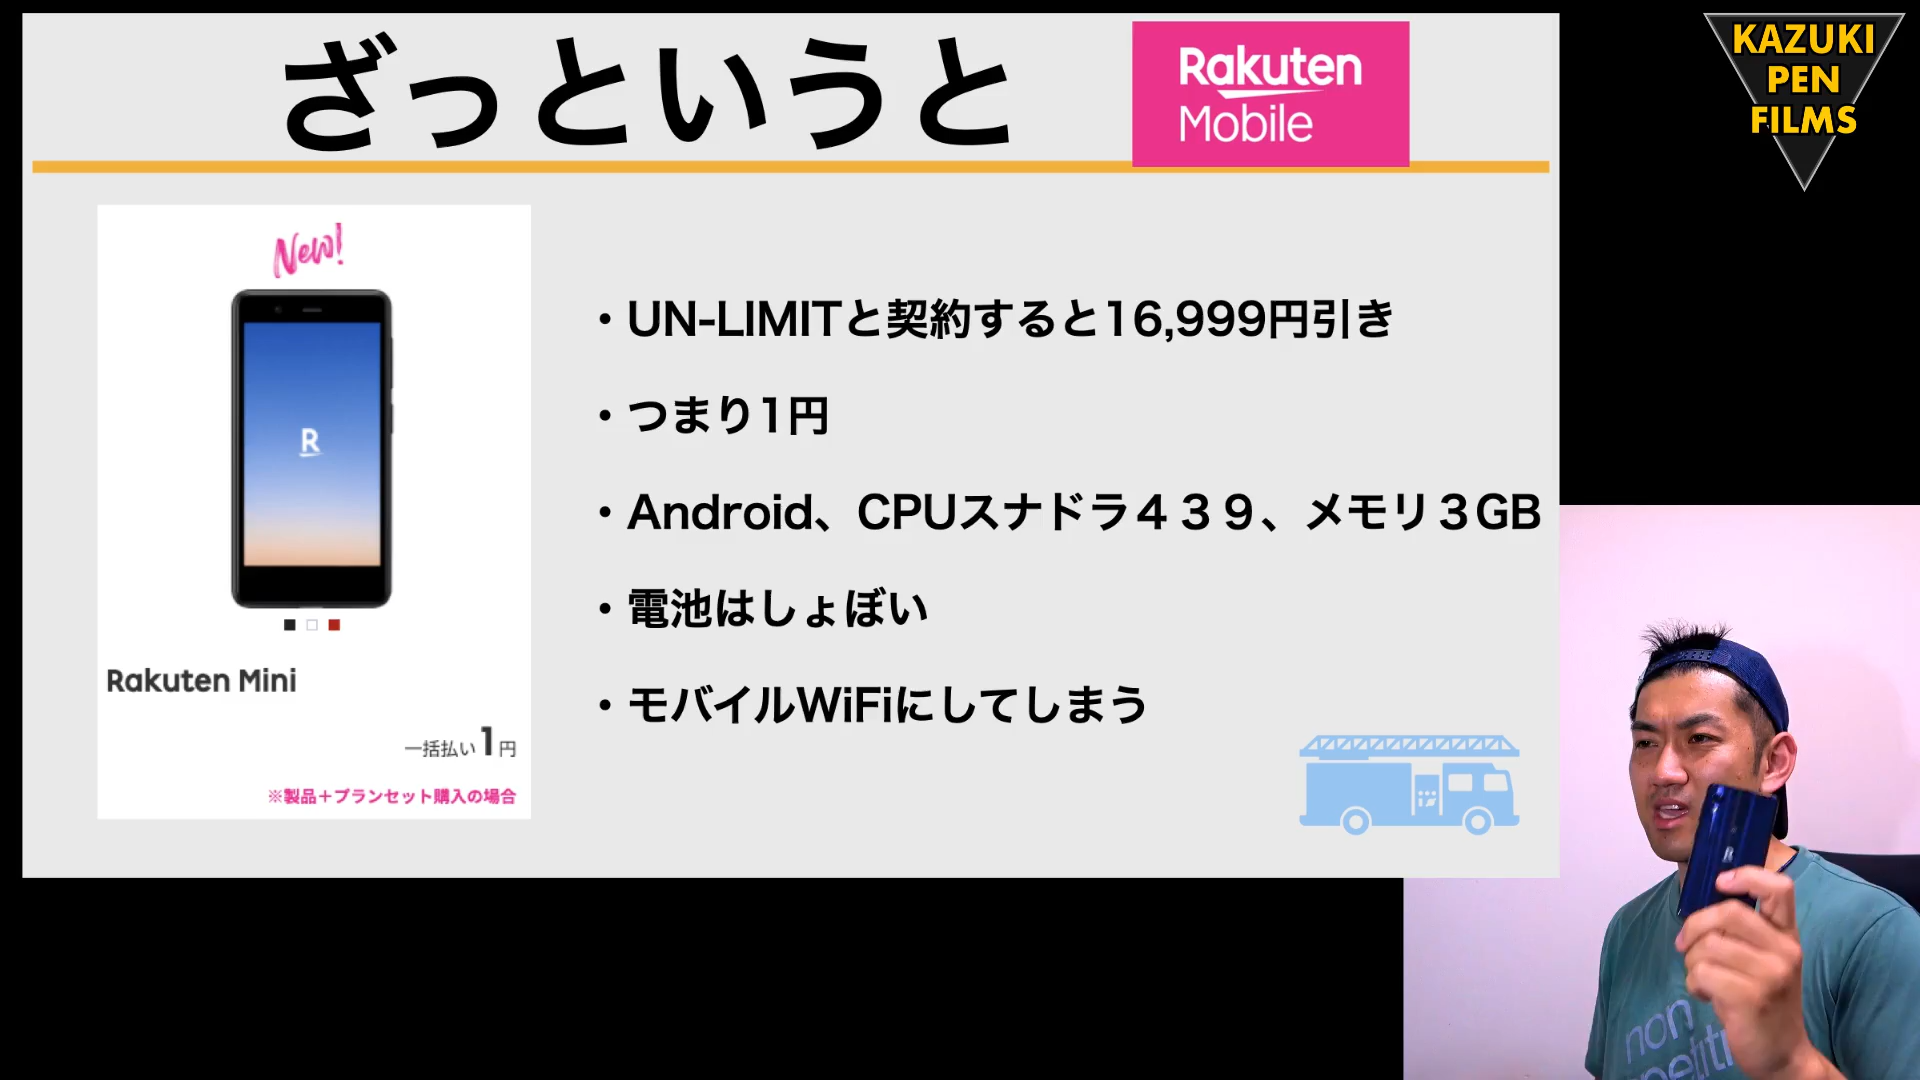 ざっというと
Rakuten
Mobile
KAZUKI
PEN
FILMS
New!
R
Rakuten Mini
一括払い1円
※製品＋プランセット購入の場合
・UN-LIMITと契約すると16,999円引き
・つまり1円
・Android、CPUスナドラ４３９、メモリ３GB
・電池はしょぼい
・モバイルWiFiにしてしまう
R
non